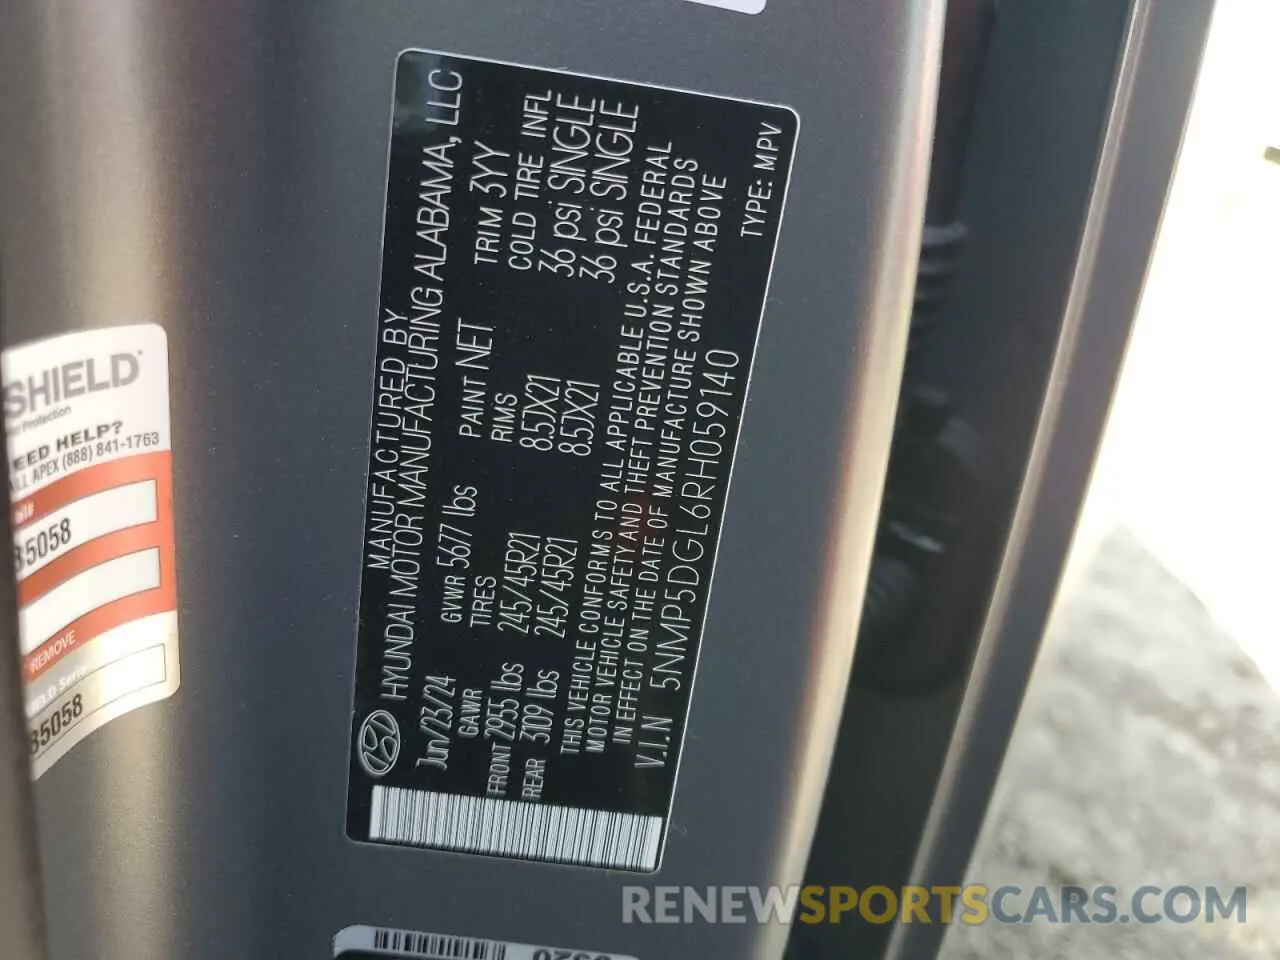 MANUFACTURED BY
HYUNDAI MOTOR MANUFACTURING ALABAMA, LLC
Jun/23/24 GVWR 5677 lbs PAINT NET TRIM 3YY
GAWR TIRES RIMS COLD TIRE INFL
FRONT 2955 lbs 245/45R21 8.5JX21 36 psi SINGLE
REAR 3109 lbs 245/45R21 8.5JX21 36 psi SINGLE
THIS VEHICLE CONFORMS TO ALL APPLICABLE U.S.A. FEDERAL
MOTOR VEHICLE SAFETY AND THEFT PREVENTION STANDARDS
IN EFFECT ON THE DATE OF MANUFACTURE SHOWN ABOVE
V.I.N 5NMP5DGL6RH059140 TYPE: MPV
SHIELD
Protection
EED HELP?
LL APEX (888) 841-1763
35058
REMOVE
35058
RENEWSPORTSCARS.COM